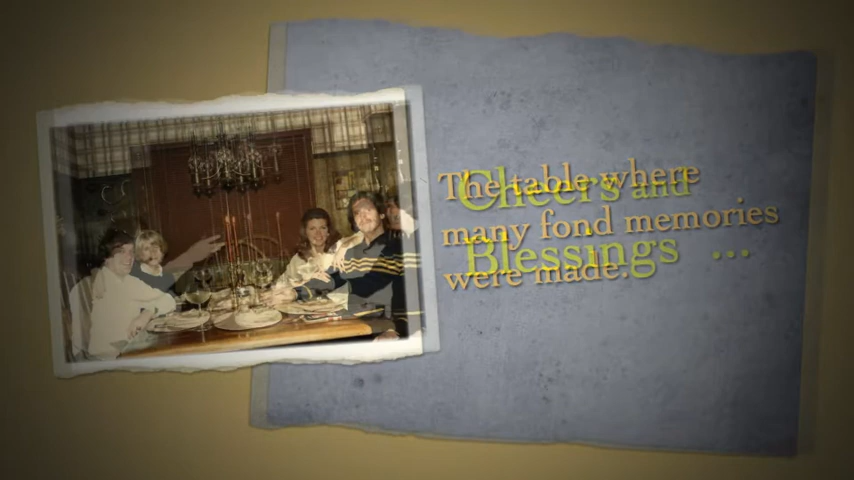 The table where
many fond memories
were made.
Cheers and
Blessings ...